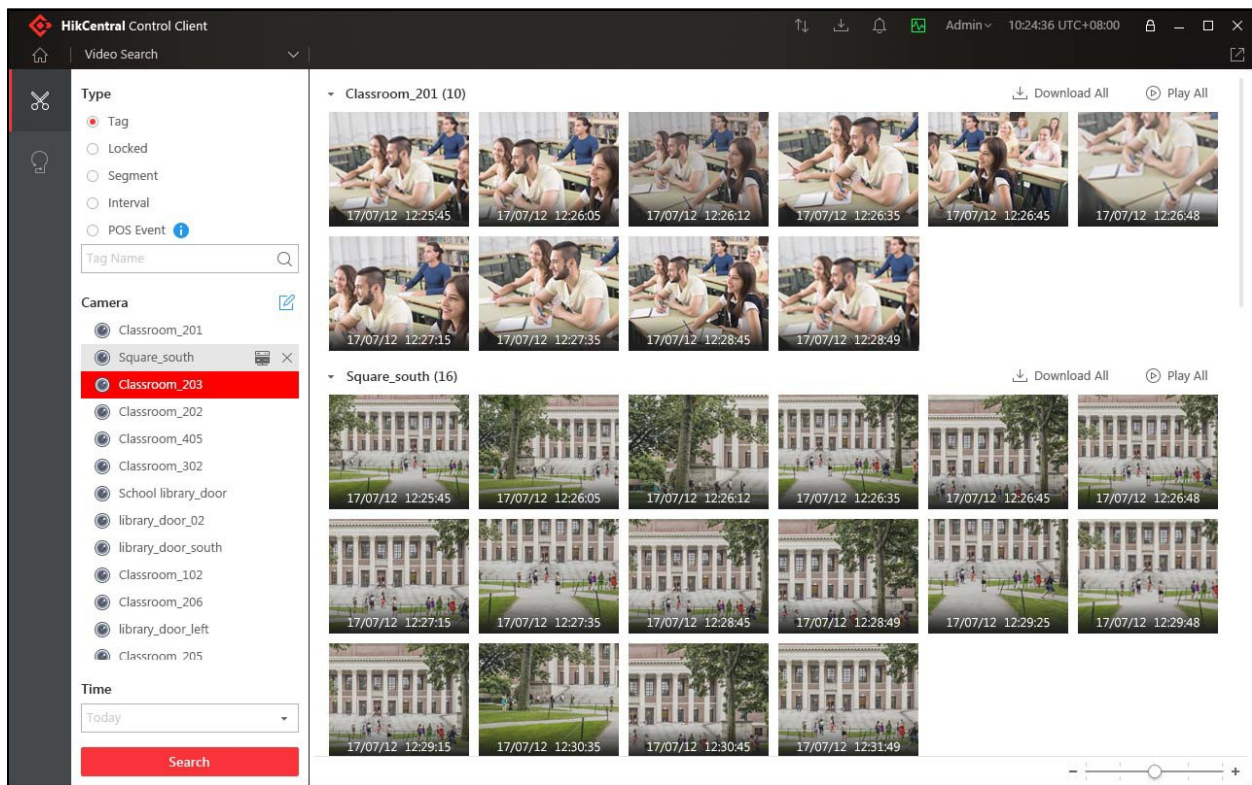 HikCentral Control Client
Admin
10:24:36 UTC+08:00
Video Search
Type
Tag
Locked
Segment
Interval
POS Event
Tag Name
Camera
Classroom_201
Square_south
Classroom_203
Classroom_202
Classroom_405
Classroom_302
School library_door
library_door_02
library_door_south
Classroom_102
Classroom_206
library_door_left
Classroom_205
Time
Today
Search
Classroom_201 (10)
Download All
Play All
17/07/12 12:25:45
17/07/12 12:26:05
17/07/12 12:26:12
17/07/12 12:26:35
17/07/12 12:26:45
17/07/12 12:26:48
17/07/12 12:27:15
17/07/12 12:27:35
17/07/12 12:28:45
17/07/12 12:28:49
Square_south (16)
Download All
Play All
17/07/12 12:25:45
17/07/12 12:26:05
17/07/12 12:26:12
17/07/12 12:26:35
17/07/12 12:26:45
17/07/12 12:26:48
17/07/12 12:27:15
17/07/12 12:27:35
17/07/12 12:28:45
17/07/12 12:28:49
17/07/12 12:29:25
17/07/12 12:29:48
17/07/12 12:29:15
17/07/12 12:30:35
17/07/12 12:30:45
17/07/12 12:31:49